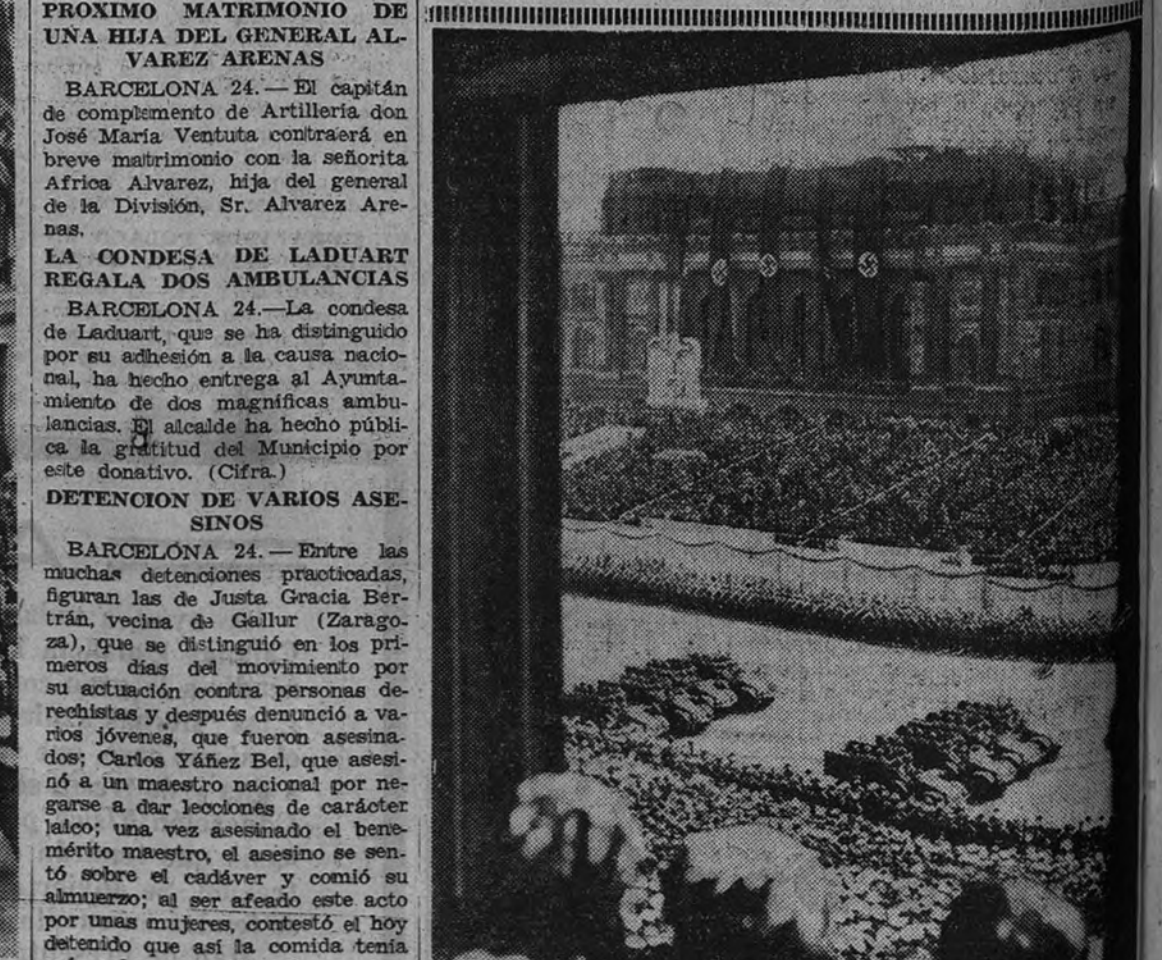 PROXIMO MATRIMONIO DE
UNA HIJA DEL GENERAL AL-
VAREZ ARENAS
BARCELONA 24. — El capitán
de complemento de Artillería don
José María Ventuta contraerá en
breve matrimonio con la señorita
Africa Alvarez, hija del general
de la División, Sr. Alvarez Are-
nas.
LA CONDESA DE LADUART
REGALA DOS AMBULANCIAS
BARCELONA 24.—La condesa
de Laduart, que se ha distinguido
por su adhesión a la causa nacio-
nal, ha hecho entrega al Ayunta-
miento de dos magníficas ambu-
lancias. El alcalde ha hecho públi-
ca la gratitud del Municipio por
este donativo. (Cifra.)
DETENCION DE VARIOS ASE-
SINOS
BARCELONA 24. — Entre las
muchas detenciones practicadas,
figuran las de Justa Gracia Ber-
trán, vecina de Gallur (Zarago-
za), que se distinguió en los pri-
meros días del movimiento por
su actuación contra personas de-
rechistas y después denunció a va-
rios jóvenes, que fueron asesina-
dos; Carlos Yáñez Bel, que asesi-
nó a un maestro nacional por ne-
garse a dar lecciones de carácter
laico; una vez asesinado el bene-
mérito maestro, el asesino se sen-
tó sobre el cadáver y comió su
almuerzo; al ser afeado este acto
por unas mujeres, contestó el hoy
detenido que así la comida tenía